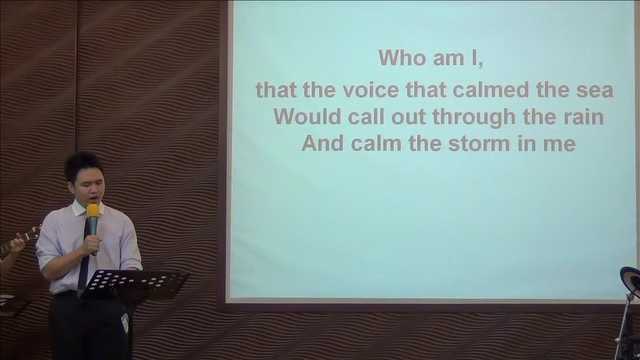 Who am I,
that the voice that calmed the sea
Would call out through the rain
And calm the storm in me